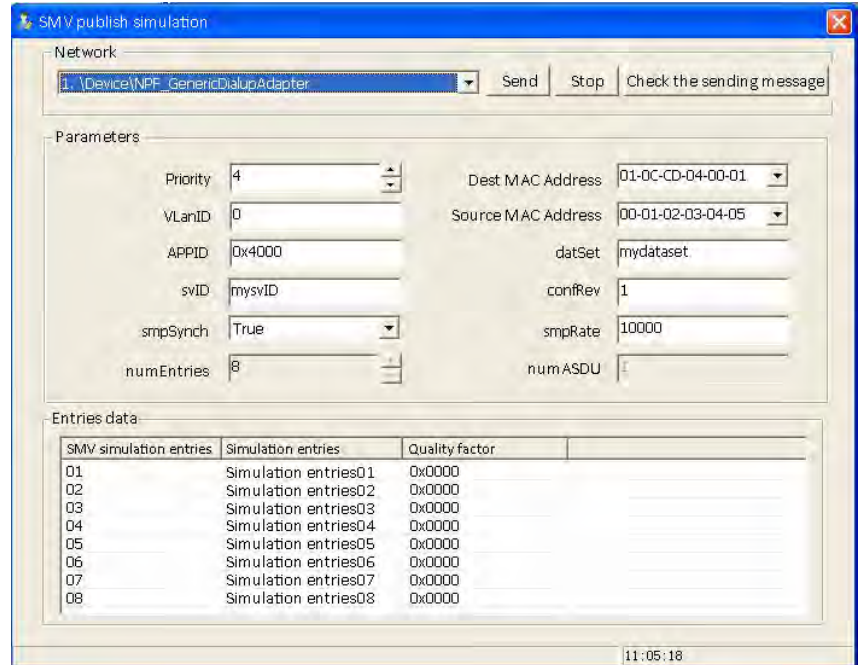 SMV publish simulation
Network
1. \Device\NPF_GenericDialupAdapter Send Stop Check the sending message
Parameters
Priority 4 Dest MAC Address 01-0C-CD-04-00-01
VLanID 0 Source MAC Address 00-01-02-03-04-05
APPID 0x4000 datSet mydataset
svID mysvID confRev 1
smpSynch True smpRate 10000
numEntries 8 numASDU
Entries data
SMV simulation entries Simulation entries Quality factor
01 Simulation entries01 0x0000
02 Simulation entries02 0x0000
03 Simulation entries03 0x0000
04 Simulation entries04 0x0000
05 Simulation entries05 0x0000
06 Simulation entries06 0x0000
07 Simulation entries07 0x0000
08 Simulation entries08 0x0000
11:05:18